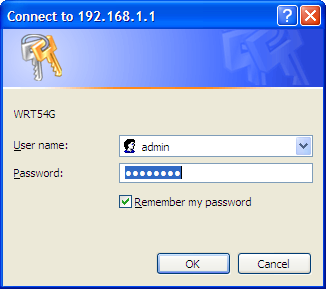 Connect to 192.168.1.1
WRT54G
User name: admin
Password: ●●●●●●●●
Remember my password
OK Cancel